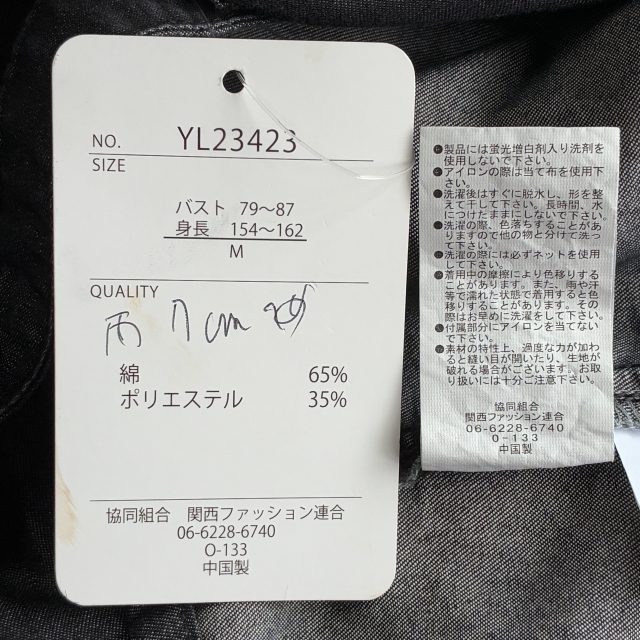 NO. YL23423
SIZE
バスト 79〜87
身長 154〜162
M
QUALITY
7cm
綿 65%
ポリエステル 35%
協同組合 関西ファッション連合
06-6228-6740
O-133
中国製
●製品には蛍光増白剤入り洗剤を
使用しないで下さい。
●アイロンの際は当て布を使用下
さい。
●洗濯後はすぐに脱水し、形を整
えて干して下さい。長時間、水
につけたままにしないで下さい。
●洗濯の際、色落ちすることがあ
りますので他の物と分けて洗っ
て下さい。
●洗濯の際には必ずネットを使用
して下さい。
●着用中の摩擦により色移りする
ことがあります。また、雨や汗
等で濡れた状態で着用すると色
移りすることがあります。その
際はお早めに洗濯をして下さい。
●付属部分にアイロンを当てない
で下さい。
●素材の特性上、過度な力が加わ
ると縫い目が開いたり、生地が
破れる場合がございます。お取
り扱いには十分ご注意下さい。
協同組合
関西ファッション連合
06-6228-6740
O-133
中国製